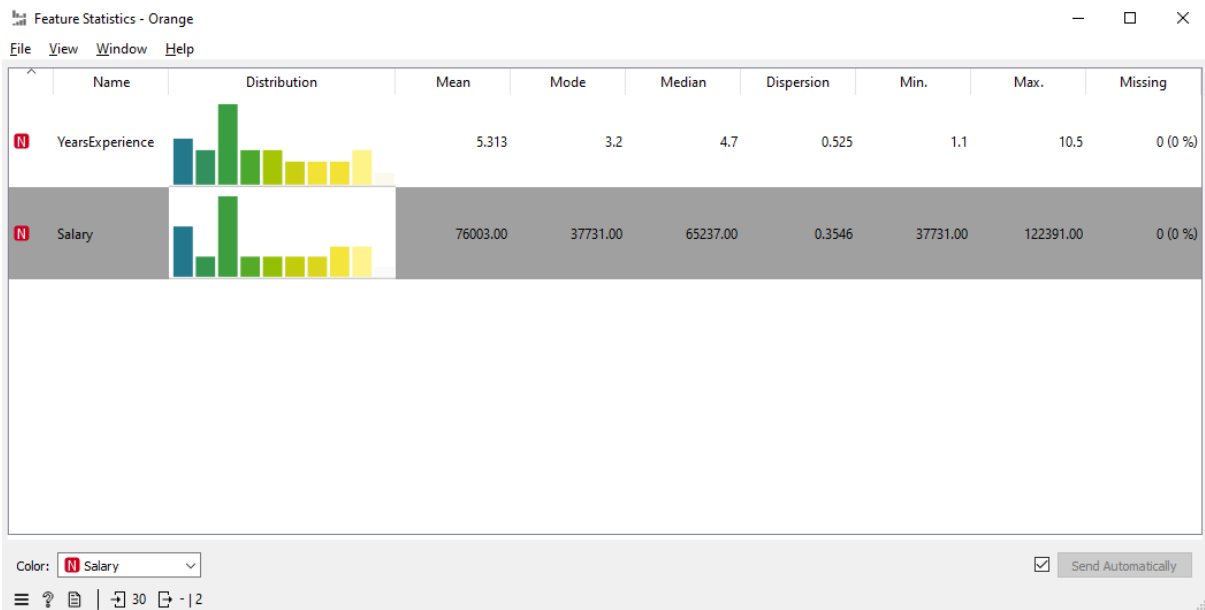 Feature Statistics - Orange
File View Window Help
Name Distribution Mean Mode Median Dispersion Min. Max. Missing
N YearsExperience 5.313 3.2 4.7 0.525 1.1 10.5 0 (0 %)
N Salary 76003.00 37731.00 65237.00 0.3546 37731.00 122391.00 0 (0 %)
Color: N Salary Send Automatically
? 30 - | 2